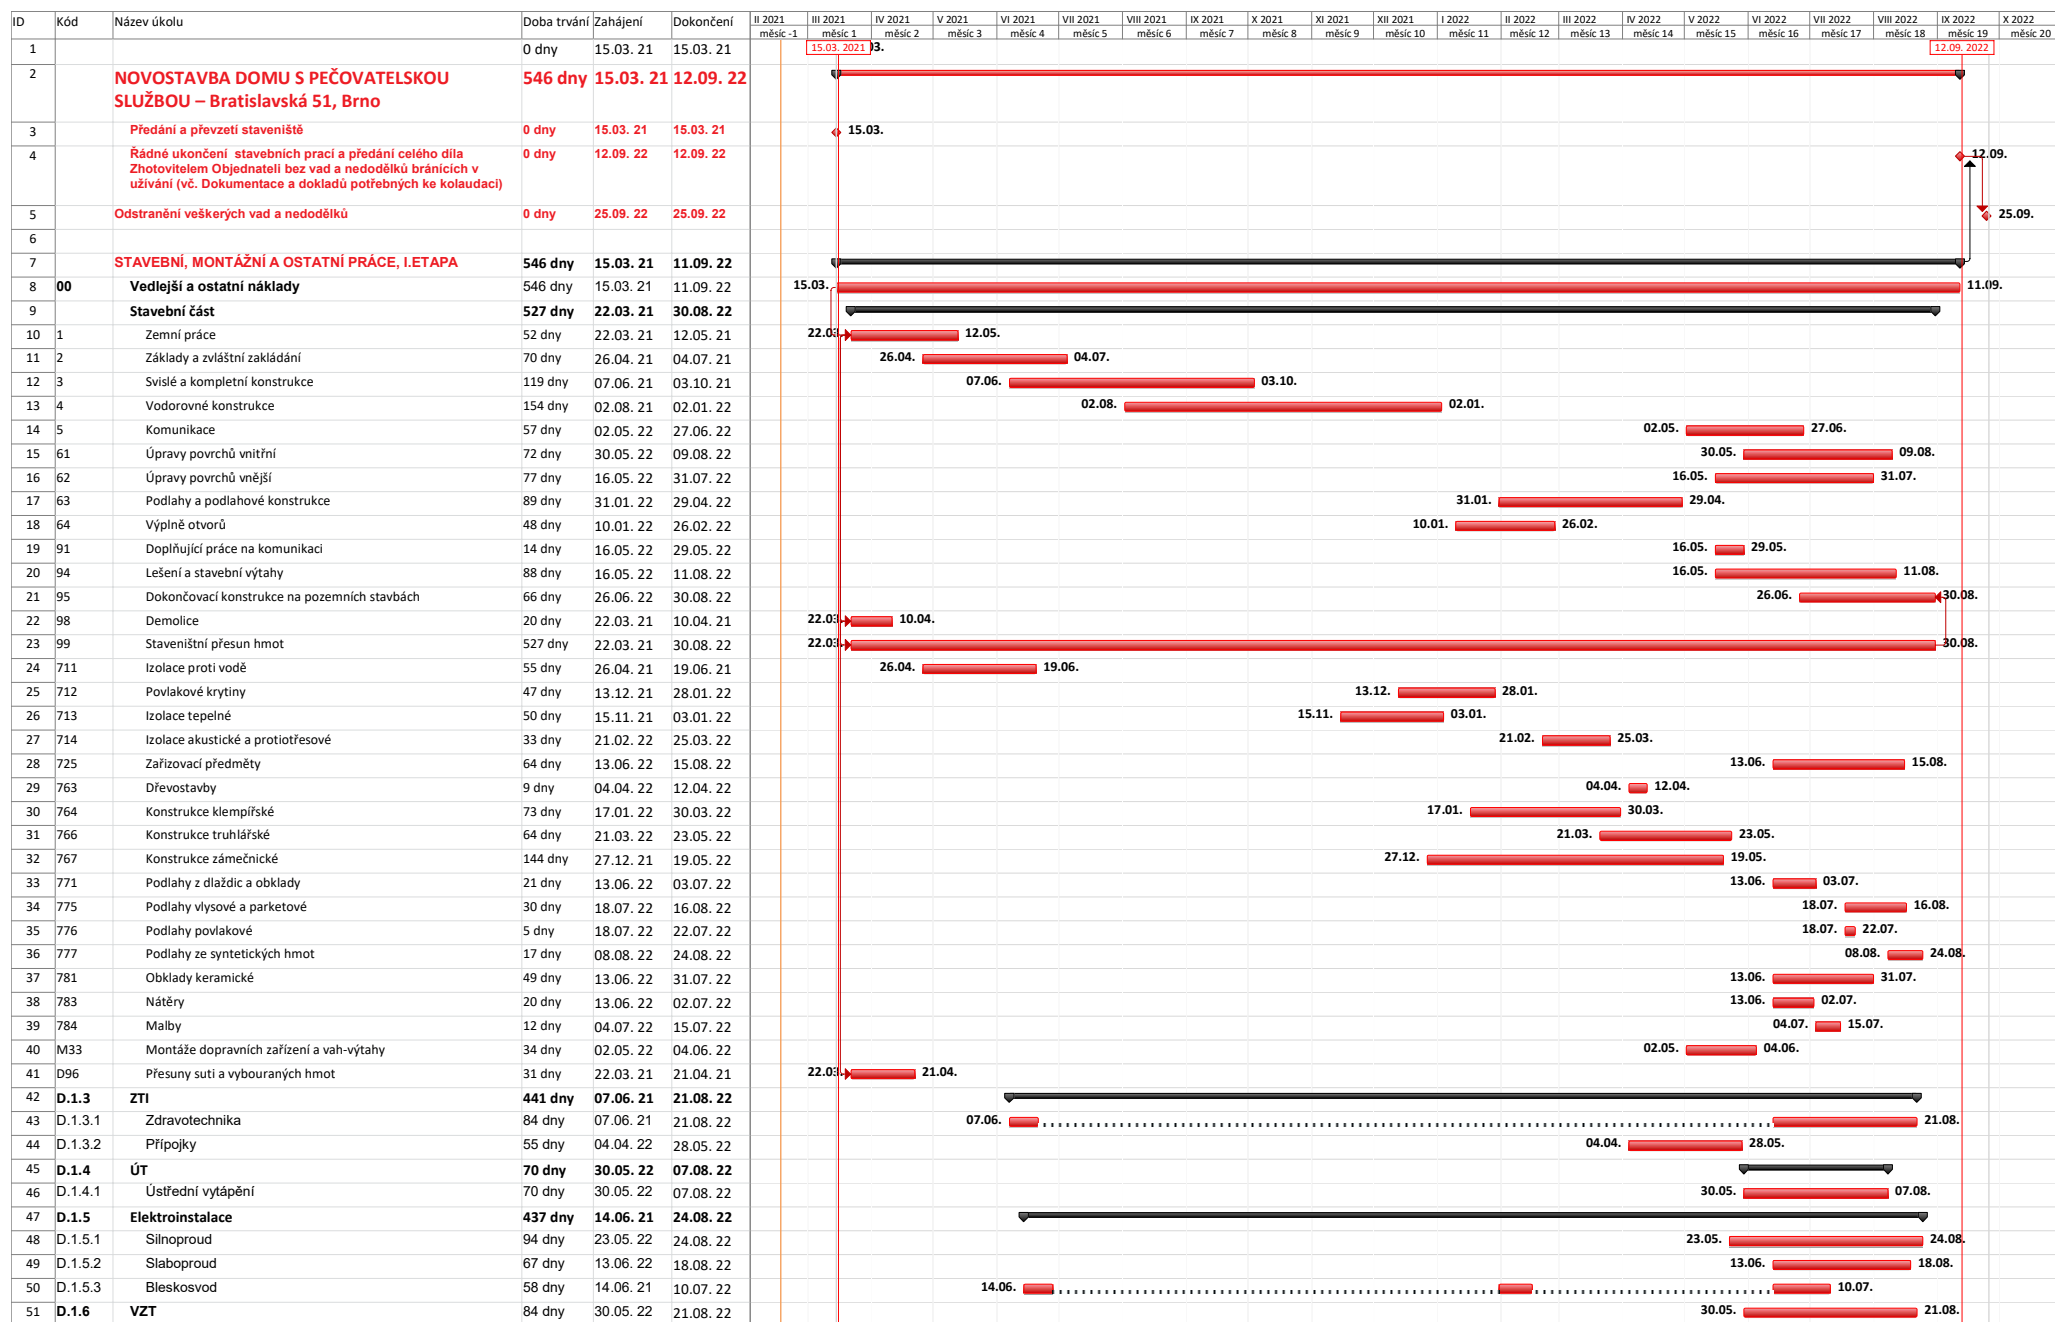 ID Kód Název úkolu Doba trvání Zahájení Dokončení II 2021 III 2021 IV 2021 V 2021 VI 2021 VII 2021 VIII 2021 IX 2021 X 2021 XI 2021 XII 2021 I 2022 II 2022 III 2022 IV 2022 V 2022 VI 2022 VII 2022 VIII 2022 IX 2022 X 2022
měsíc -1 měsíc 1 měsíc 2 měsíc 3 měsíc 4 měsíc 5 měsíc 6 měsíc 7 měsíc 8 měsíc 9 měsíc 10 měsíc 11 měsíc 12 měsíc 13 měsíc 14 měsíc 15 měsíc 16 měsíc 17 měsíc 18 měsíc 19 měsíc 20
1 0 dny 15.03. 21 15.03. 21 15.03. 2021 12.09. 2022
2 NOVOSTAVBA DOMU S PEČOVATELSKOU 546 dny 15.03. 21 12.09. 22
SLUŽBOU – Bratislavská 51, Brno
3 Předání a převzetí staveniště 0 dny 15.03. 21 15.03. 21 15.03.
4 Řádné ukončení stavebních prací a předání celého díla 0 dny 12.09. 22 12.09. 22 12.09.
Zhotovitelem Objednateli bez vad a nedodělků bránících v
užívání (vč. Dokumentace a dokladů potřebných ke kolaudaci)
5 Odstranění veškerých vad a nedodělků 0 dny 25.09. 22 25.09. 22 25.09.
6
7 STAVEBNÍ, MONTÁŽNÍ A OSTATNÍ PRÁCE, I.ETAPA 546 dny 15.03. 21 11.09. 22
8 00 Vedlejší a ostatní náklady 546 dny 15.03. 21 11.09. 22 15.03. 11.09.
9 Stavební část 527 dny 22.03. 21 30.08. 22
10 1 Zemní práce 52 dny 22.03. 21 12.05. 21 22.03. 12.05.
11 2 Základy a zvláštní zakládání 70 dny 26.04. 21 04.07. 21 26.04. 04.07.
12 3 Svislé a kompletní konstrukce 119 dny 07.06. 21 03.10. 21 07.06. 03.10.
13 4 Vodorovné konstrukce 154 dny 02.08. 21 02.01. 22 02.08. 02.01.
14 5 Komunikace 57 dny 02.05. 22 27.06. 22 02.05. 27.06.
15 61 Úpravy povrchů vnitřní 72 dny 30.05. 22 09.08. 22 30.05. 09.08.
16 62 Úpravy povrchů vnější 77 dny 16.05. 22 31.07. 22 16.05. 31.07.
17 63 Podlahy a podlahové konstrukce 89 dny 31.01. 22 29.04. 22 31.01. 29.04.
18 64 Výplně otvorů 48 dny 10.01. 22 26.02. 22 10.01. 26.02.
19 91 Doplňující práce na komunikaci 14 dny 16.05. 22 29.05. 22 16.05. 29.05.
20 94 Lešení a stavební výtahy 88 dny 16.05. 22 11.08. 22 16.05. 11.08.
21 95 Dokončovací konstrukce na pozemních stavbách 66 dny 26.06. 22 30.08. 22 26.06. 30.08.
22 98 Demolice 20 dny 22.03. 21 10.04. 21 22.03. 10.04.
23 99 Staveništní přesun hmot 527 dny 22.03. 21 30.08. 22 22.03. 30.08.
24 711 Izolace proti vodě 55 dny 26.04. 21 19.06. 21 26.04. 19.06.
25 712 Povlakové krytiny 47 dny 13.12. 21 28.01. 22 13.12. 28.01.
26 713 Izolace tepelné 50 dny 15.11. 21 03.01. 22 15.11. 03.01.
27 714 Izolace akustické a protiotřesové 33 dny 21.02. 22 25.03. 22 21.02. 25.03.
28 725 Zařizovací předměty 64 dny 13.06. 22 15.08. 22 13.06. 15.08.
29 763 Dřevostavby 9 dny 04.04. 22 12.04. 22 04.04. 12.04.
30 764 Konstrukce klempířské 73 dny 17.01. 22 30.03. 22 17.01. 30.03.
31 766 Konstrukce truhlářské 64 dny 21.03. 22 23.05. 22 21.03. 23.05.
32 767 Konstrukce zámečnické 144 dny 27.12. 21 19.05. 22 27.12. 19.05.
33 771 Podlahy z dlaždic a obklady 21 dny 13.06. 22 03.07. 22 13.06. 03.07.
34 775 Podlahy vlysové a parketové 30 dny 18.07. 22 16.08. 22 18.07. 16.08.
35 776 Podlahy povlakové 5 dny 18.07. 22 22.07. 22 18.07. 22.07.
36 777 Podlahy ze syntetických hmot 17 dny 08.08. 22 24.08. 22 08.08. 24.08.
37 781 Obklady keramické 49 dny 13.06. 22 31.07. 22 13.06. 31.07.
38 783 Nátěry 20 dny 13.06. 22 02.07. 22 13.06. 02.07.
39 784 Malby 12 dny 04.07. 22 15.07. 22 04.07. 15.07.
40 M33 Montáže dopravních zařízení a vah-výtahy 34 dny 02.05. 22 04.06. 22 02.05. 04.06.
41 D96 Přesuny suti a vybouraných hmot 31 dny 22.03. 21 21.04. 21 22.03. 21.04.
42 D.1.3 ZTI 441 dny 07.06. 21 21.08. 22
43 D.1.3.1 Zdravotechnika 84 dny 07.06. 21 21.08. 22 07.06. 21.08.
44 D.1.3.2 Přípojky 55 dny 04.04. 22 28.05. 22 04.04. 28.05.
45 D.1.4 ÚT 70 dny 30.05. 22 07.08. 22
46 D.1.4.1 Ústřední vytápění 70 dny 30.05. 22 07.08. 22 30.05. 07.08.
47 D.1.5 Elektroinstalace 437 dny 14.06. 21 24.08. 22
48 D.1.5.1 Silnoproud 94 dny 23.05. 22 24.08. 22 23.05. 24.08.
49 D.1.5.2 Slaboproud 67 dny 13.06. 22 18.08. 22 13.06. 18.08.
50 D.1.5.3 Bleskosvod 58 dny 14.06. 21 10.07. 22 14.06. 10.07.
51 D.1.6 VZT 84 dny 30.05. 22 21.08. 22 30.05. 21.08.